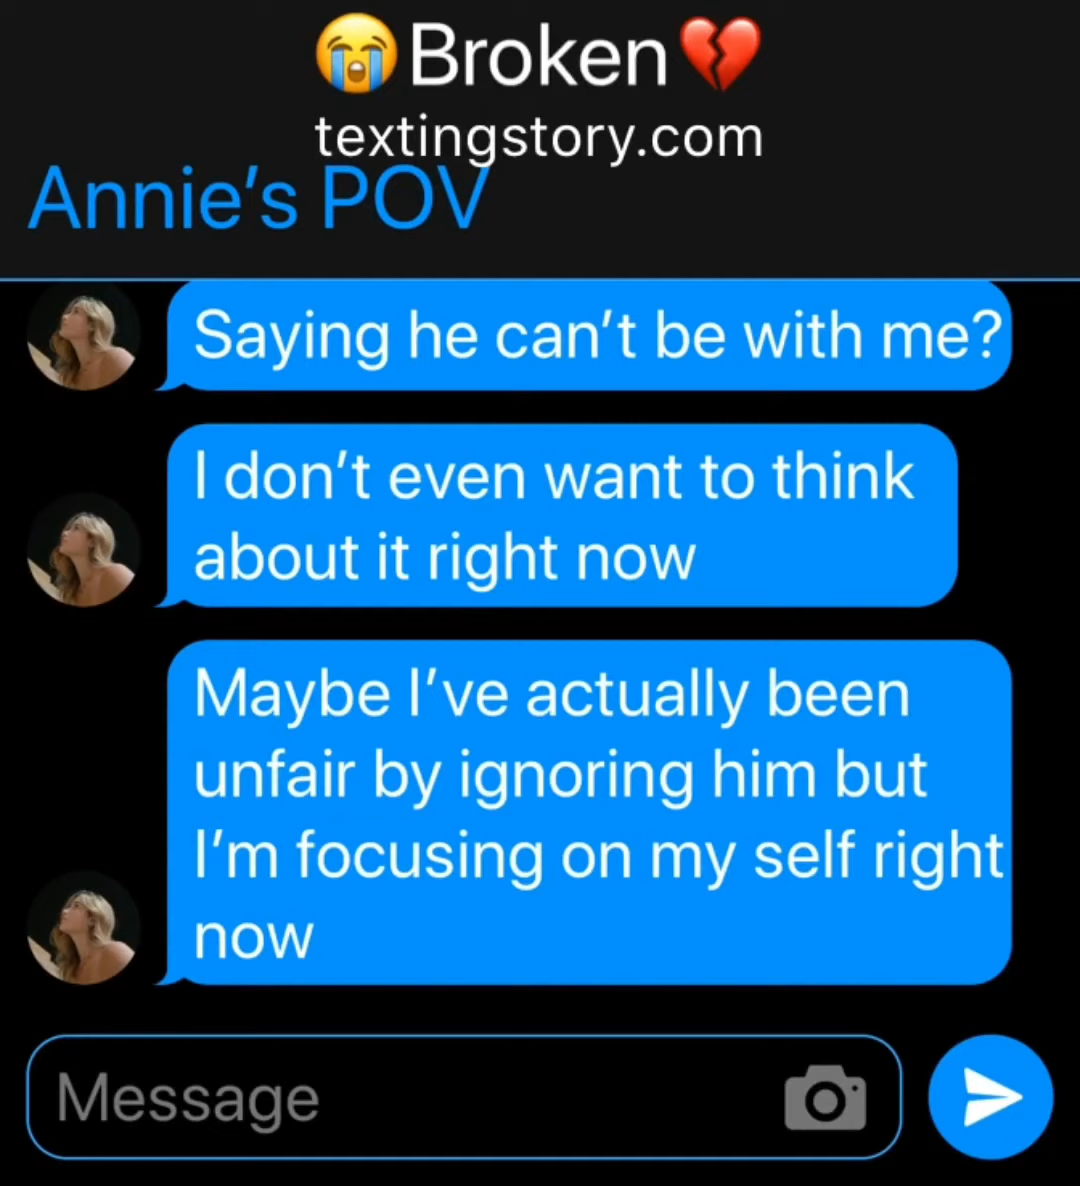 😭Broken💔
textingstory.com
Annie’s POV
Saying he can’t be with me?
I don’t even want to think
about it right now
Maybe I’ve actually been
unfair by ignoring him but
I’m focusing on my self right
now
Message